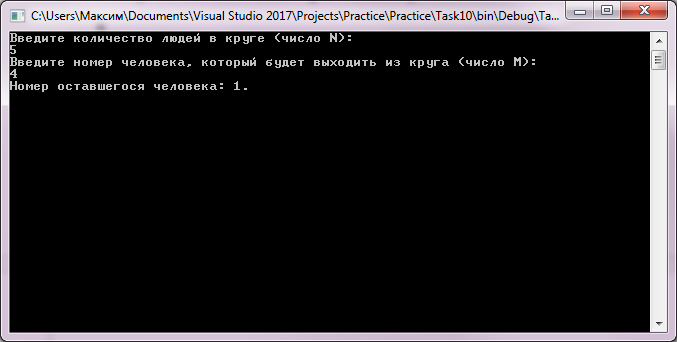 C:\Users\Максим\Documents\Visual Studio 2017\Projects\Practice\Practice\Task10\bin\Debug\Ta...
Введите количество людей в круге (число N):
5
Введите номер человека, который будет выходить из круга (число M):
4
Номер оставшегося человека: 1.